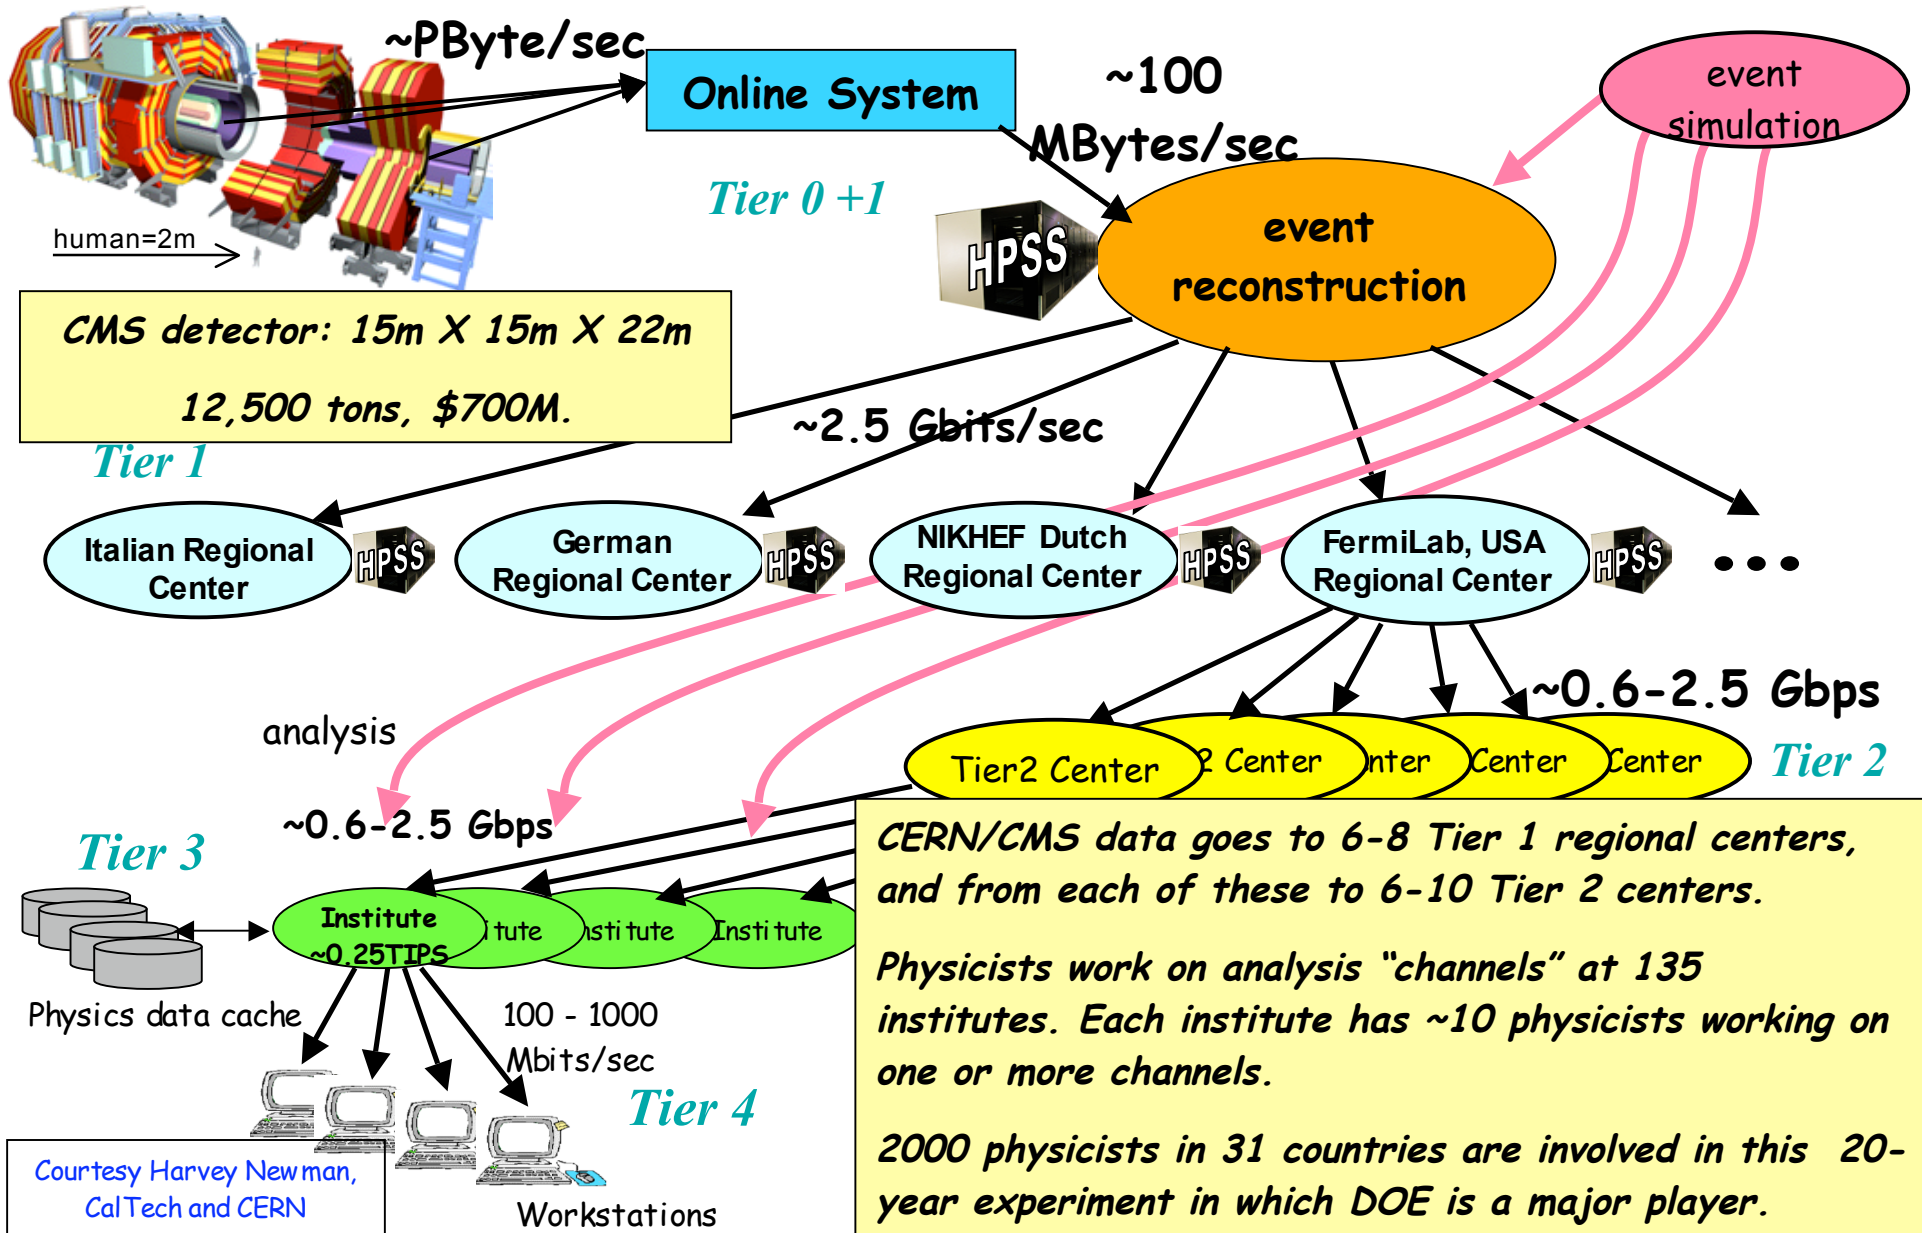 ~PByte/sec
Online System
~100
MBytes/sec
event
simulation
Tier 0 +1
human=2m
HPSS
event
reconstruction
CMS detector: 15m X 15m X 22m
12,500 tons, $700M.
~2.5 Gbits/sec
Tier 1
Italian Regional
Center
HPSS
German
Regional Center
HPSS
NIKHEF Dutch
Regional Center
HPSS
FermiLab, USA
Regional Center
HPSS
...
~0.6-2.5 Gbps
analysis
Tier2 Center
2 Center
nter
Center
Center
Tier 2
~0.6-2.5 Gbps
Tier 3
Institute
~0.25TIPS
itute
nstitute
Institute
Physics data cache
100 - 1000
Mbits/sec
Tier 4
Workstations
Courtesy Harvey Newman,
CalTech and CERN
CERN/CMS data goes to 6-8 Tier 1 regional centers,
and from each of these to 6-10 Tier 2 centers.
Physicists work on analysis “channels” at 135
institutes. Each institute has ~10 physicists working on
one or more channels.
2000 physicists in 31 countries are involved in this 20-
year experiment in which DOE is a major player.